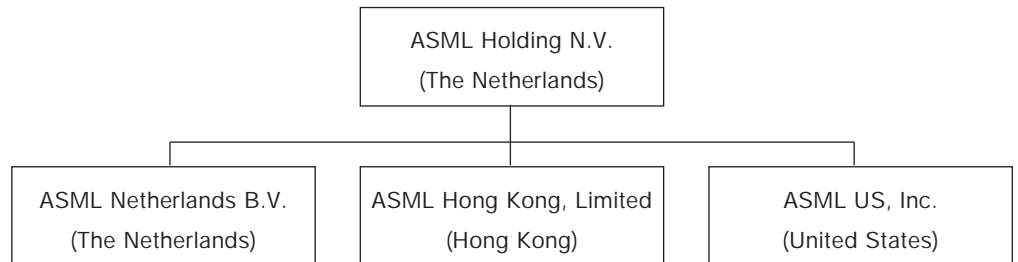 ASML Holding N.V.
(The Netherlands)
ASML Netherlands B.V.
(The Netherlands)
ASML Hong Kong, Limited
(Hong Kong)
ASML US, Inc.
(United States)